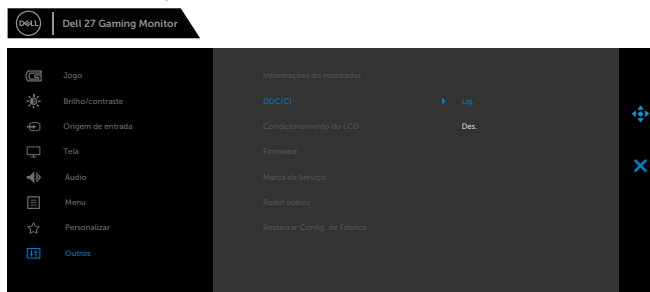 DELL
Dell 27 Gaming Monitor
Jogo
Brilho/contraste
Origem de entrada
Tela
Áudio
Menu
Personalizar
Outros
Informações do mostrador
DDC/CI
Condicionamento do LCD
Firmware
Marca de Serviço
Redef outros
Restaurar Config. de Fábrica
Lig.
Des.